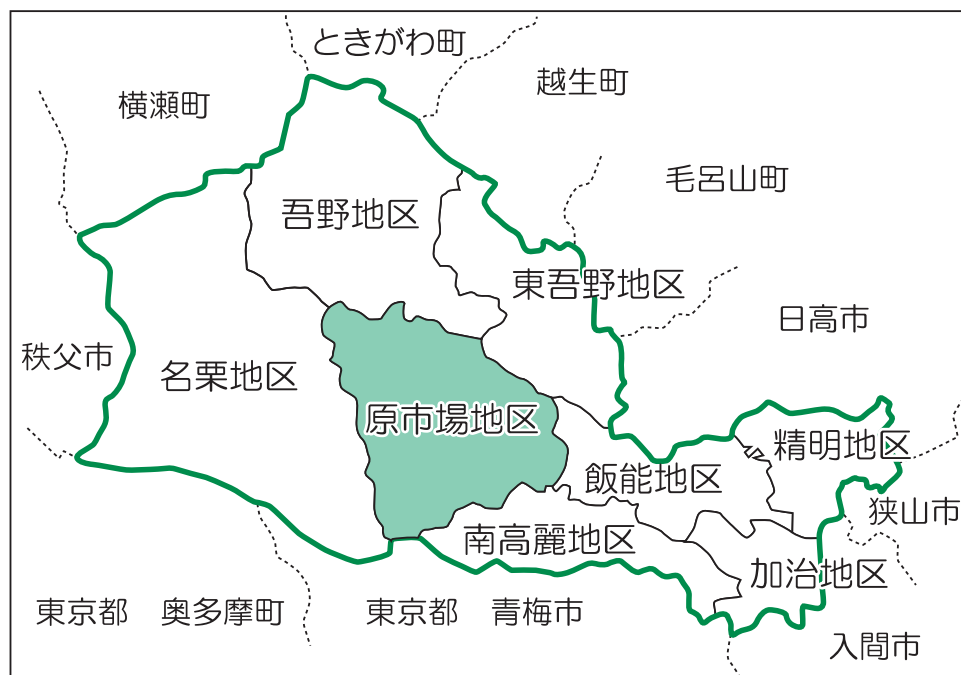 ときがわ町
越生町
横瀬町
毛呂山町
吾野地区
東吾野地区
日高市
秩父市
名栗地区
原市場地区
精明地区
飯能地区
狭山市
南高麗地区
加治地区
東京都 奥多摩町
東京都 青梅市
入間市